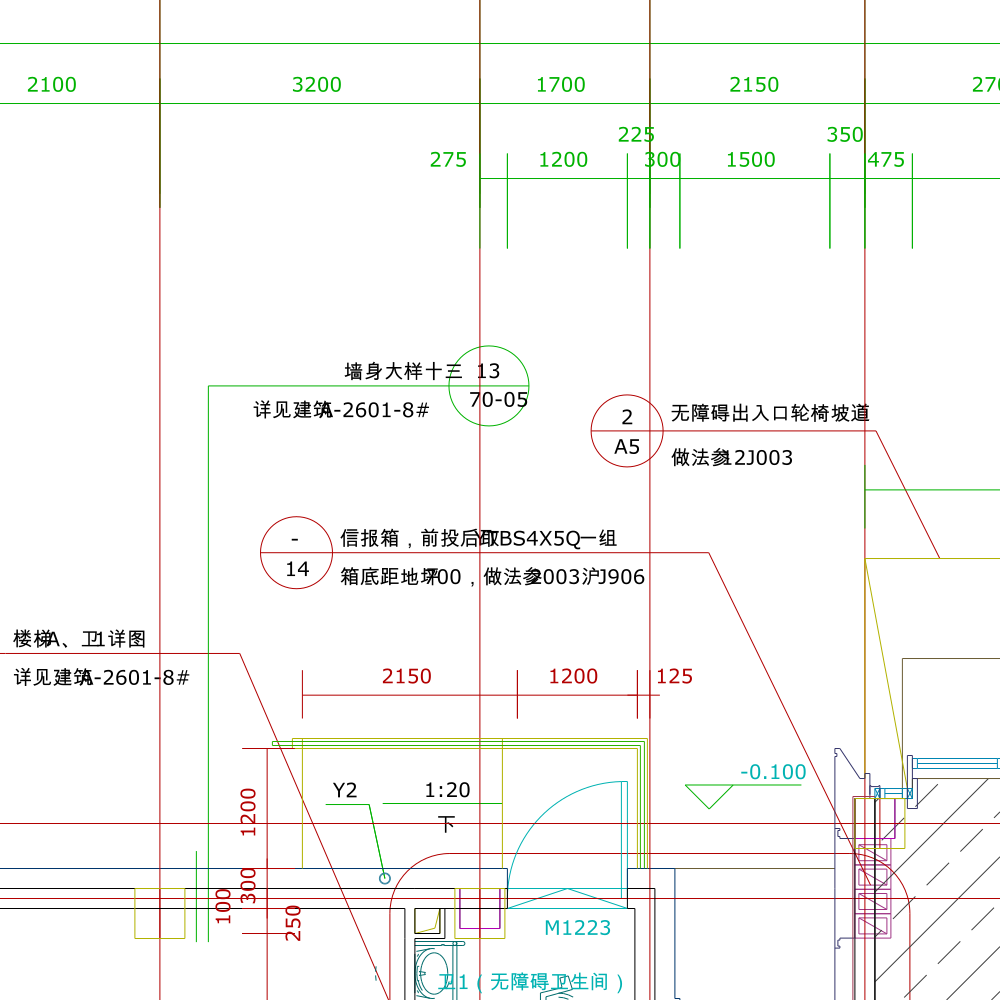 2100 3200 1700 2150
225 350
275 1200 300 1500 475
墙身大样十三 13
详见建筑A-2601-8# 70-05
2 无障碍出入口轮椅坡道
A5 做法参12J003
- 信报箱，前投后取YTBS4X5Q一组
14 箱底距地坪700，做法参2003沪J906
楼梯A、卫1详图
详见建筑A-2601-8#
2150 1200 125
-0.100
Y2 1:20
下
1200
300
100
250
M1223
卫1（无障碍卫生间）